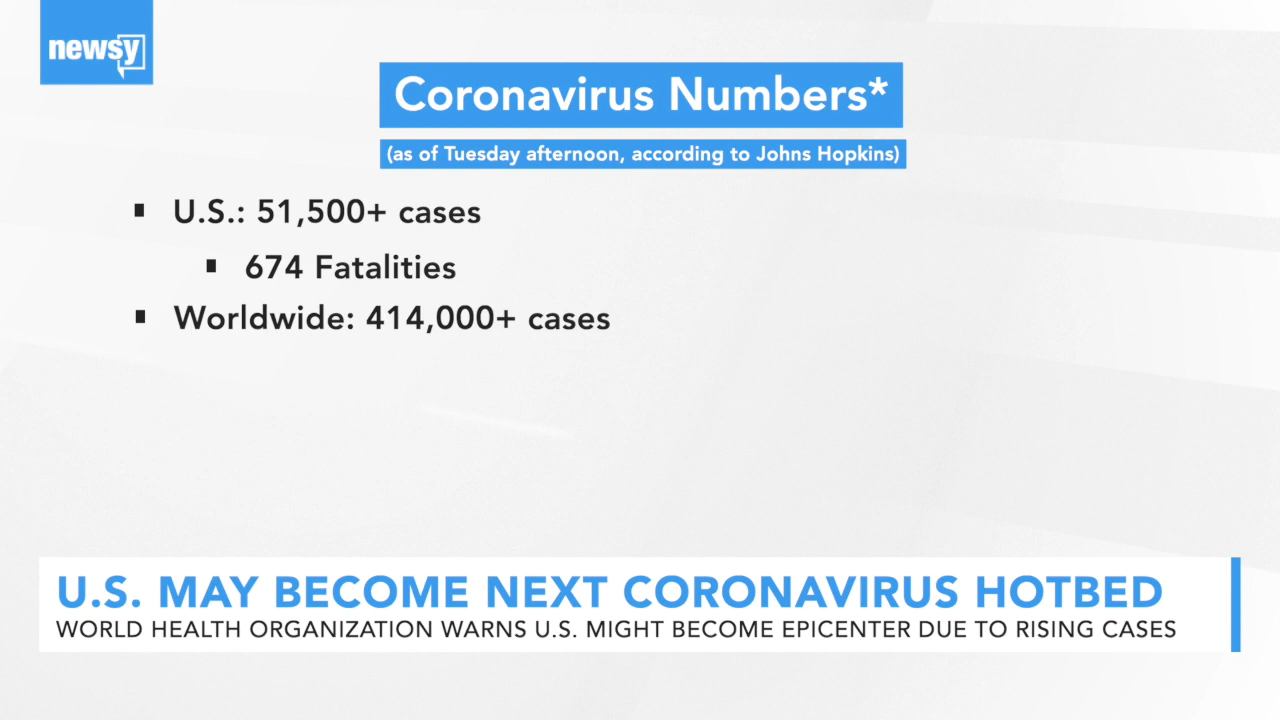 newsy
Coronavirus Numbers*
(as of Tuesday afternoon, according to Johns Hopkins)
▪ U.S.: 51,500+ cases
▪ 674 Fatalities
▪ Worldwide: 414,000+ cases
U.S. MAY BECOME NEXT CORONAVIRUS HOTBED
WORLD HEALTH ORGANIZATION WARNS U.S. MIGHT BECOME EPICENTER DUE TO RISING CASES